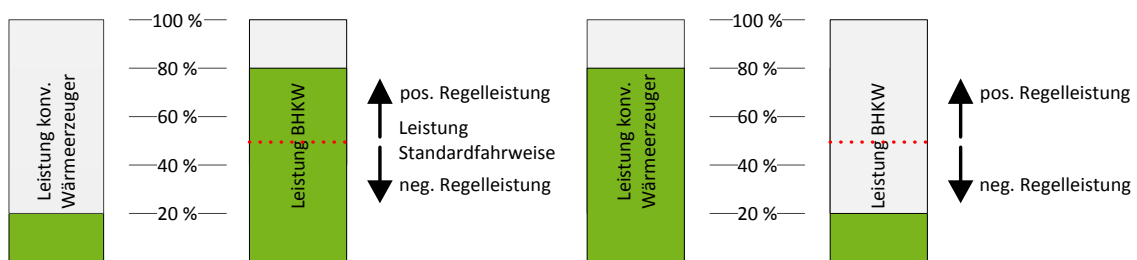 Leistung konv.
Wärmeerzeuger
100 %
80 %
60 %
40 %
20 %
Leistung BHKW
pos. Regelleistung
Leistung
Standardfahrweise
neg. Regelleistung
Leistung konv.
Wärmeerzeuger
100 %
80 %
60 %
40 %
20 %
Leistung BHKW
pos. Regelleistung
neg. Regelleistung